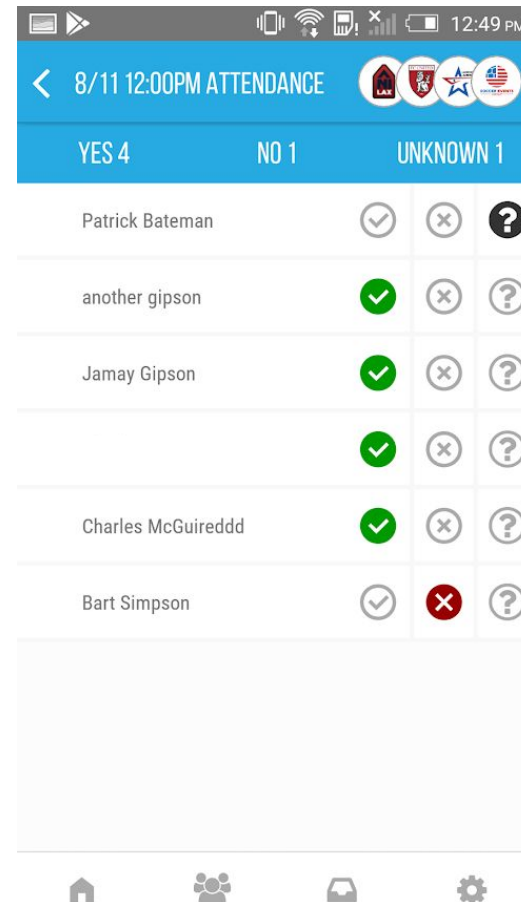 12:49 PM
8/11 12:00PM ATTENDANCE
YES 4 NO 1 UNKNOWN 1
Patrick Bateman
another gipson
Jamay Gipson
Charles McGuireddd
Bart Simpson